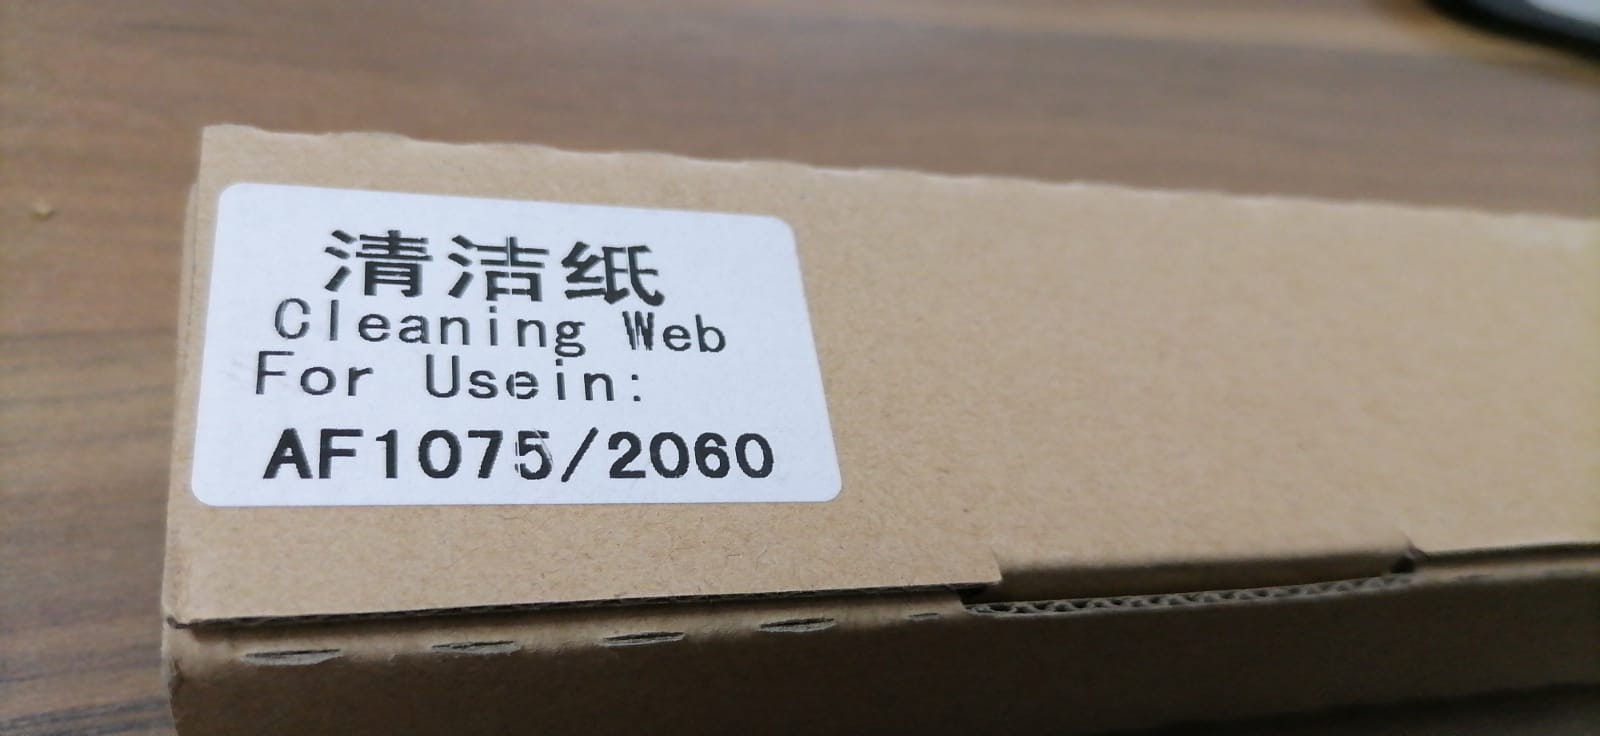 清洁纸
Cleaning Web
For Usein:
AF1075/2060